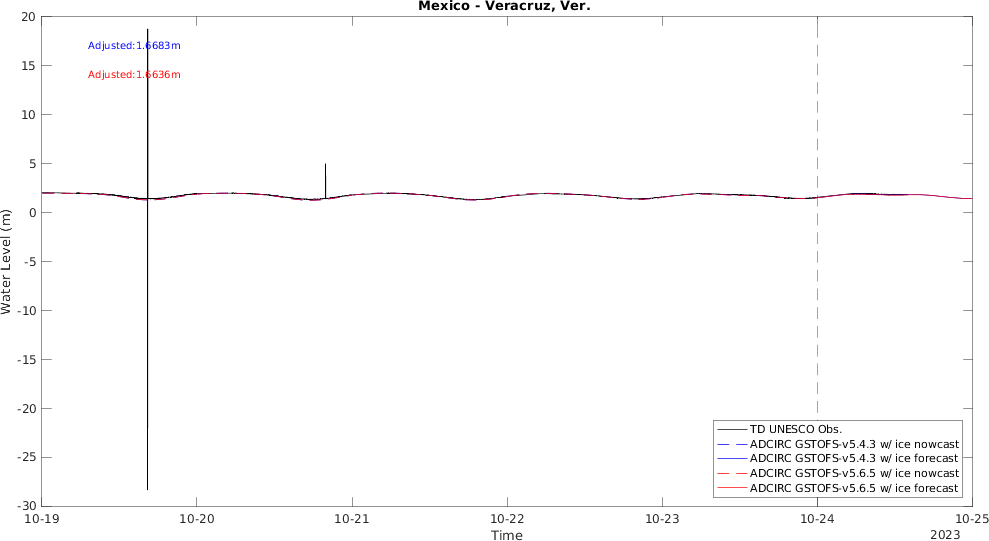 Mexico - Veracruz, Ver.
20
15
10
5
0
-5
-10
-15
-20
-25
-30
Water Level (m)
Adjusted:1.6683m
Adjusted:1.6636m
TD UNESCO Obs.
ADCIRC GSTOFS-v5.4.3 w/ ice nowcast
ADCIRC GSTOFS-v5.4.3 w/ ice forecast
ADCIRC GSTOFS-v5.6.5 w/ ice nowcast
ADCIRC GSTOFS-v5.6.5 w/ ice forecast
10-19 10-20 10-21 10-22 10-23 10-24 10-25
Time
2023